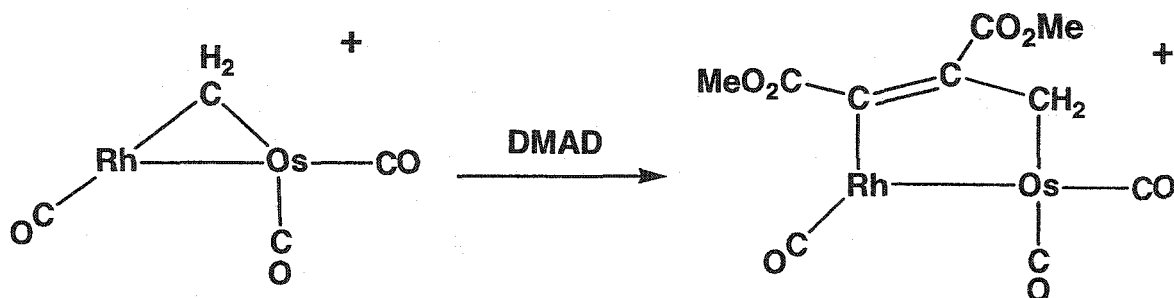 +
H2
C
Rh Os CO
OC C
O
DMAD
CO2Me
+
MeO2C C C
CH2
Rh Os CO
OC C
O